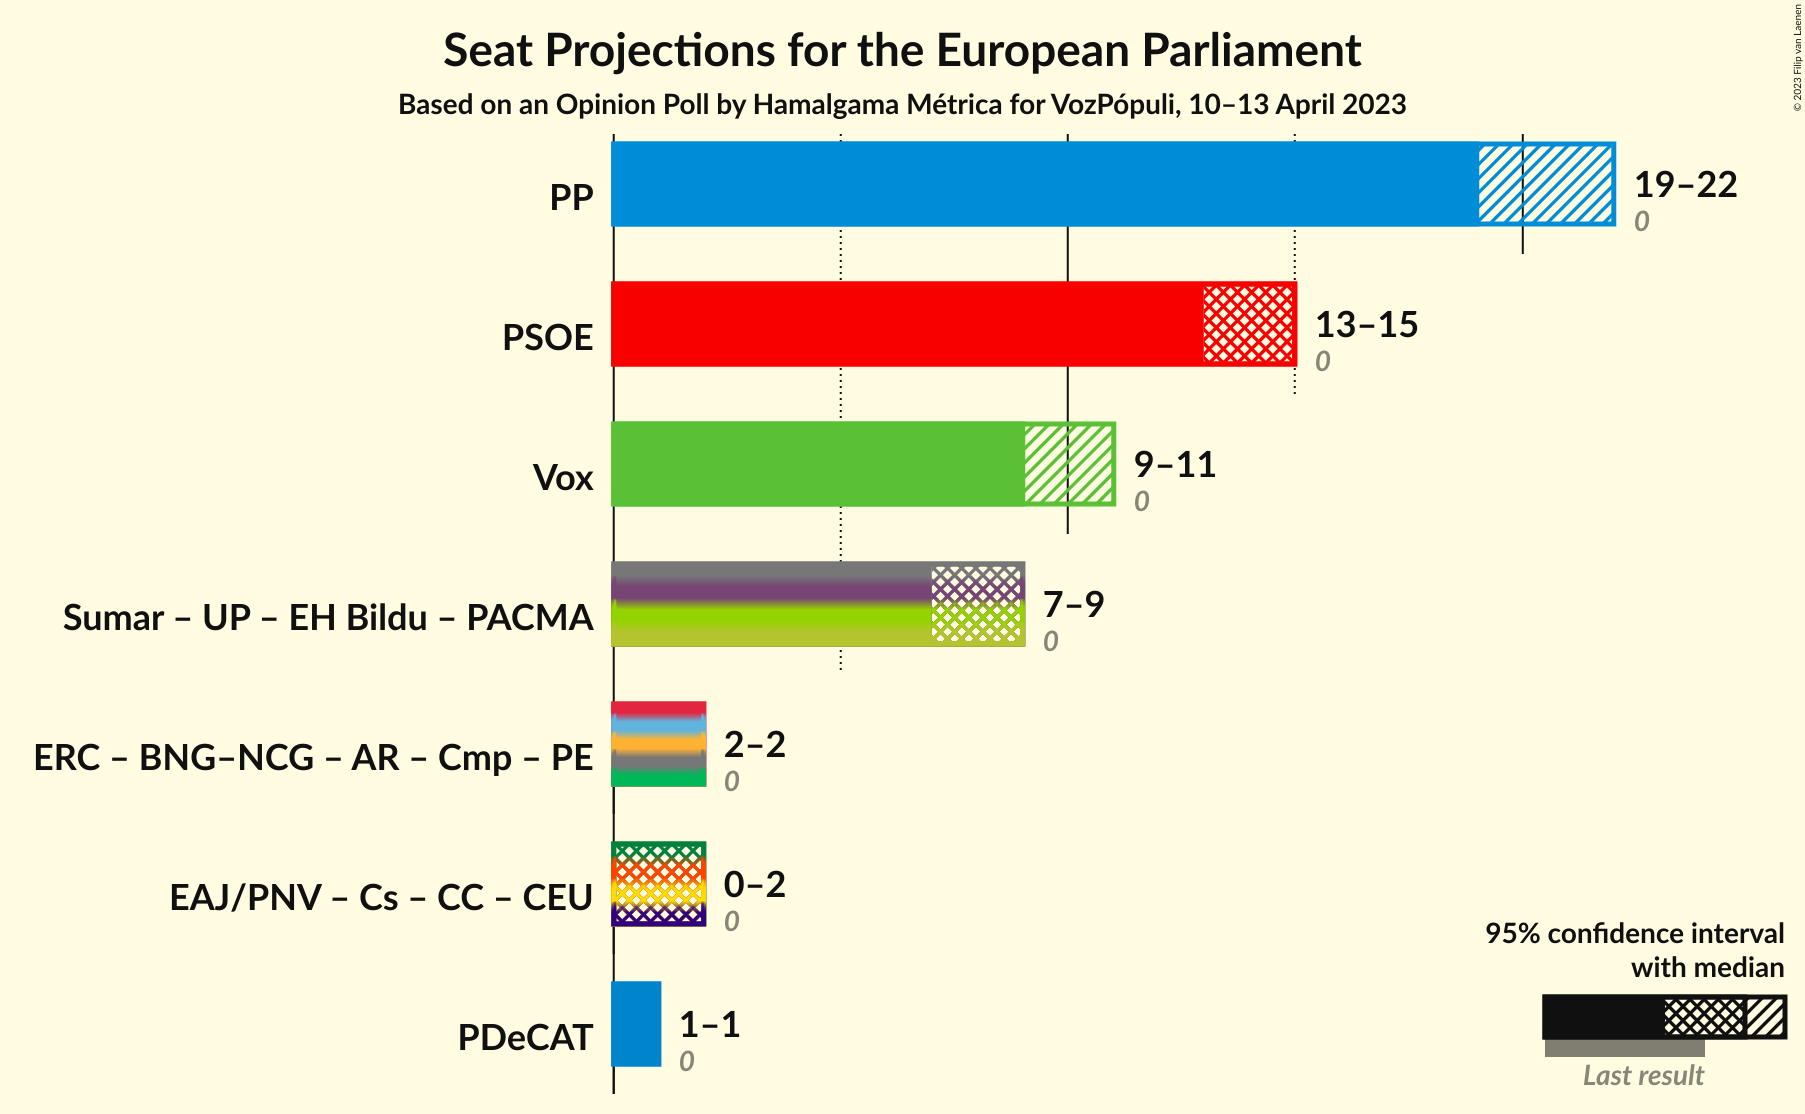 Seat Projections for the European Parliament
Based on an Opinion Poll by Hamalgama Métrica for VozPópuli, 10–13 April 2023
© 2023 Filip van Laenen
PP
19–22
0
PSOE
13–15
0
Vox
9–11
0
Sumar – UP – EH Bildu – PACMA
7–9
0
ERC – BNG–NCG – AR – Cmp – PE
2–2
0
EAJ/PNV – Cs – CC – CEU
0–2
0
PDeCAT
1–1
0
95% confidence interval
with median
Last result